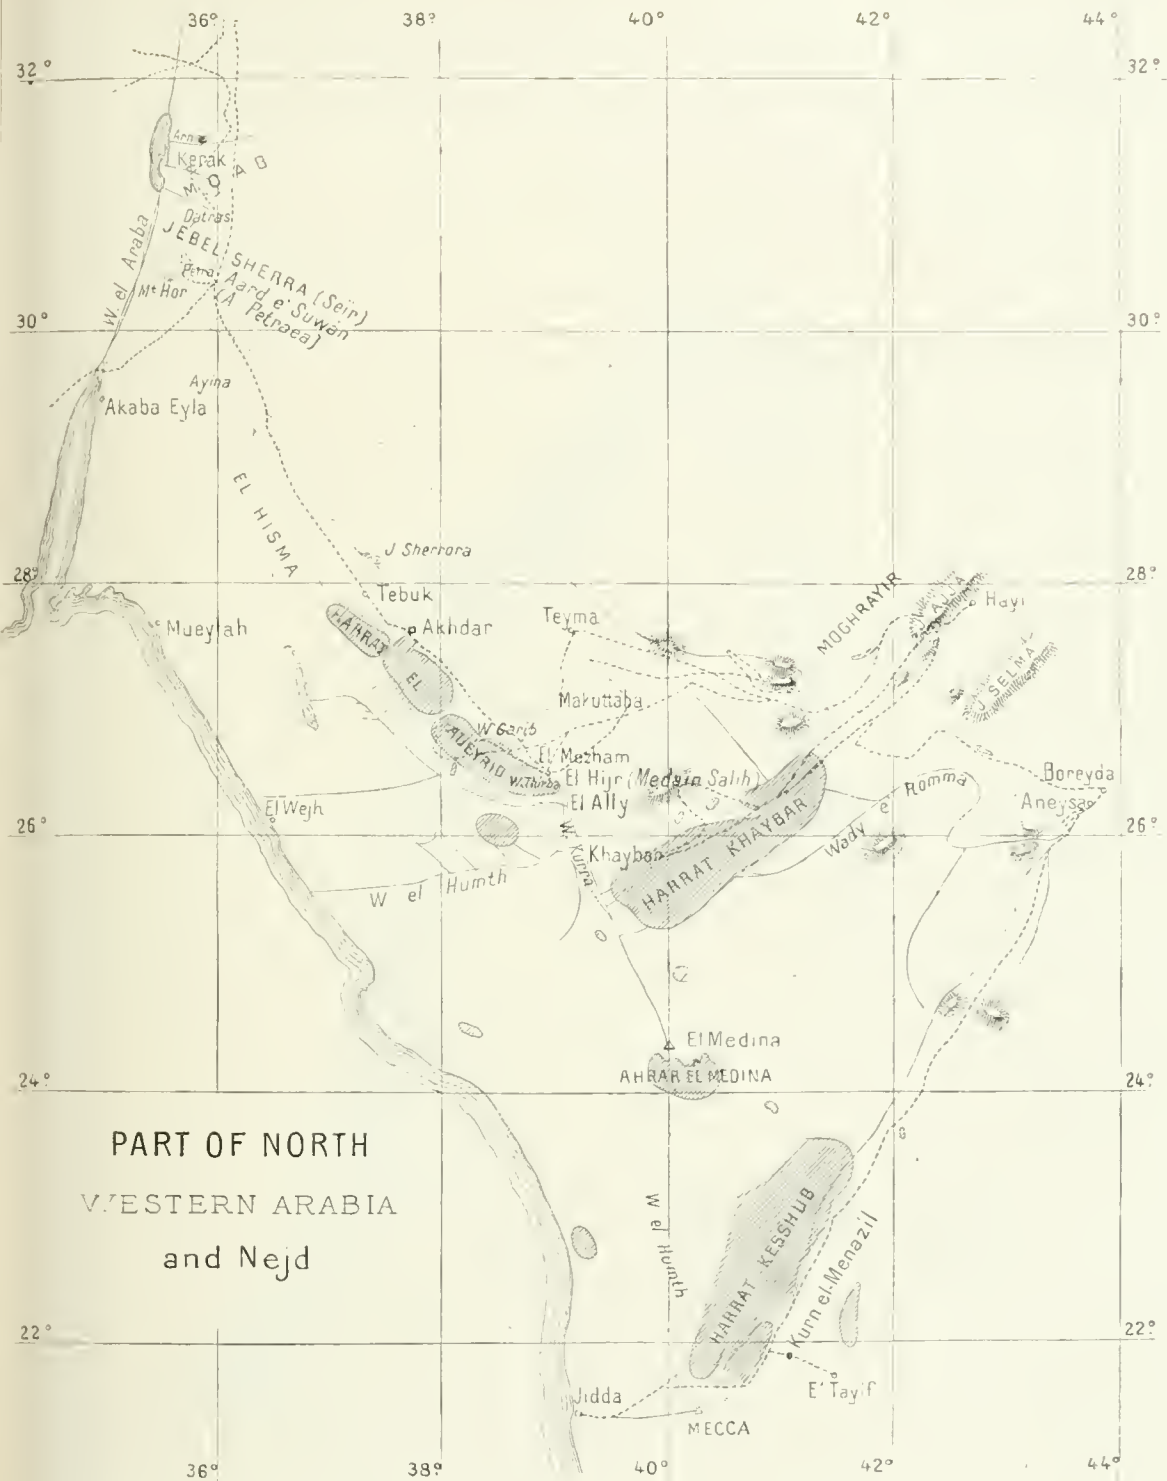 36° 38° 40° 42° 44°
32° 32°
Arn
Kerak
MOAB
Datras
W. el Araba
JEBEL SHERRA (Seir)
Petra
Aard e' Suwan
(A Petraea)
Mt Hor
30° 30°
Ayina
Akaba Eyla
EL HISMA
J Sherrora
28° 28°
Tebuk
Mueylah
Akhdar
Teyma
MOGHRAYIR
AJJA
Hayi
J SELMA
HARRAT
EL
AUEYRID
Makuttaba
W Garib
El Mezham
W. Thirba
El Hijr (Medain Salih)
El Ally
El Wejh
Boreyda
Aneysa
Wady e Romma
26° 26°
Khaybar
HARRAT KHAYBAR
W. Kurra
W el Humth
El Medina
AHRAR EL MEDINA
24° 24°
PART OF NORTH
WESTERN ARABIA
and Nejd
W el Humth
HARRAT KESSHUB
Kurn el-Menazil
22° 22°
E' Tayif
Jidda
MECCA
36° 38° 40° 42° 44°